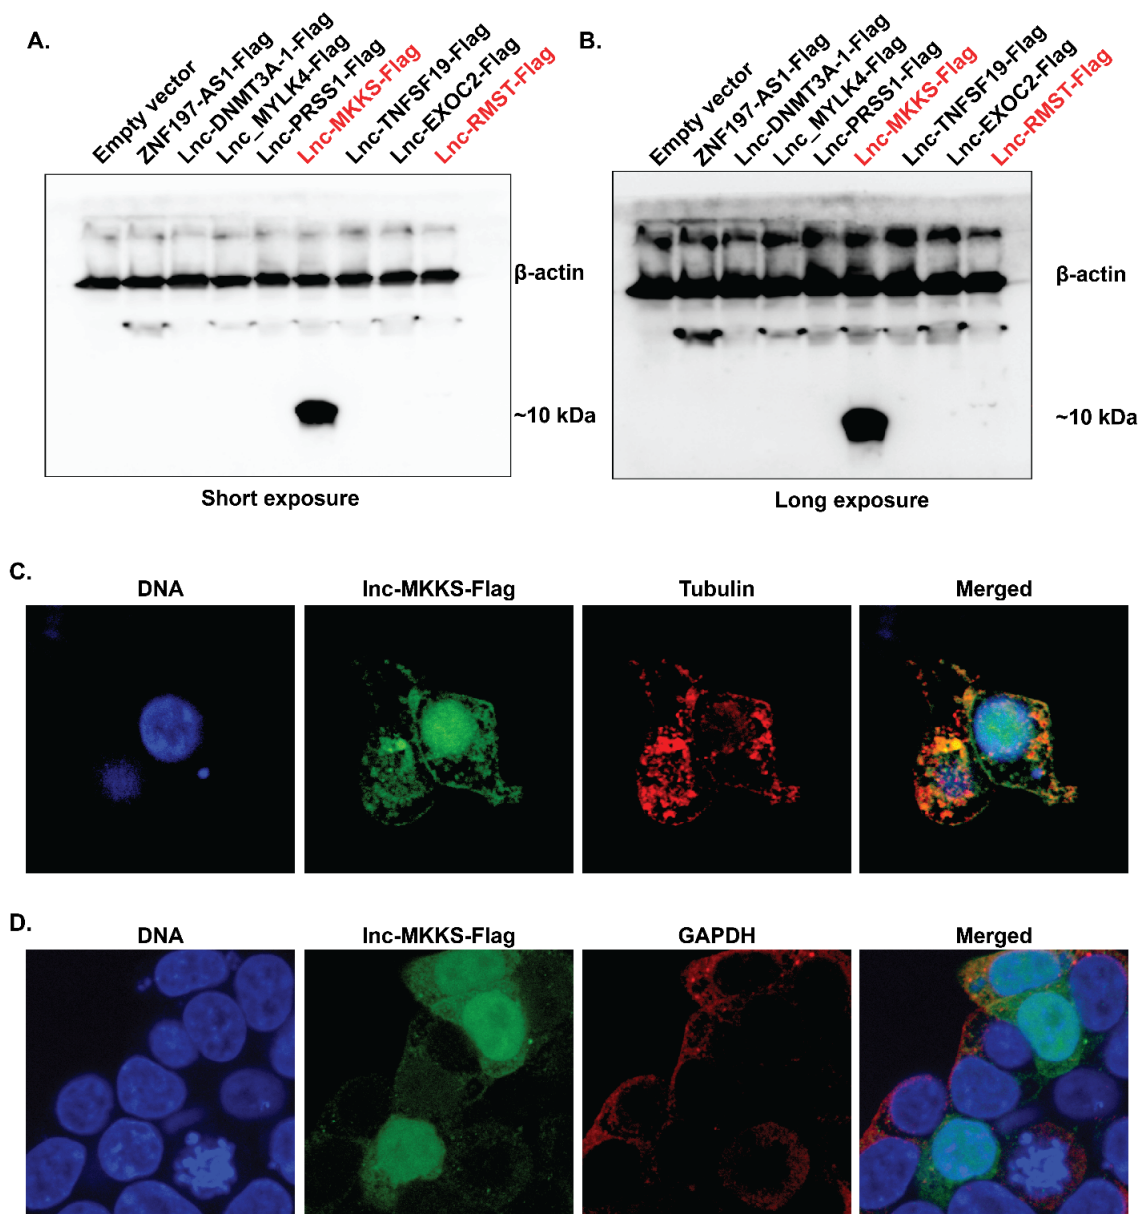 A.
Empty vector
ZNF197-AS1-Flag
Lnc-DNMT3A-1-Flag
Lnc_MYLK4-Flag
Lnc-PRSS1-Flag
Lnc-MKKS-Flag
Lnc-TNFSF19-Flag
Lnc-EXOC2-Flag
Lnc-RMST-Flag
β-actin
~10 kDa
Short exposure
B.
Empty vector
ZNF197-AS1-Flag
Lnc-DNMT3A-1-Flag
Lnc_MYLK4-Flag
Lnc-PRSS1-Flag
Lnc-MKKS-Flag
Lnc-TNFSF19-Flag
Lnc-EXOC2-Flag
Lnc-RMST-Flag
β-actin
~10 kDa
Long exposure
C.
DNA
lnc-MKKS-Flag
Tubulin
Merged
D.
DNA
lnc-MKKS-Flag
GAPDH
Merged